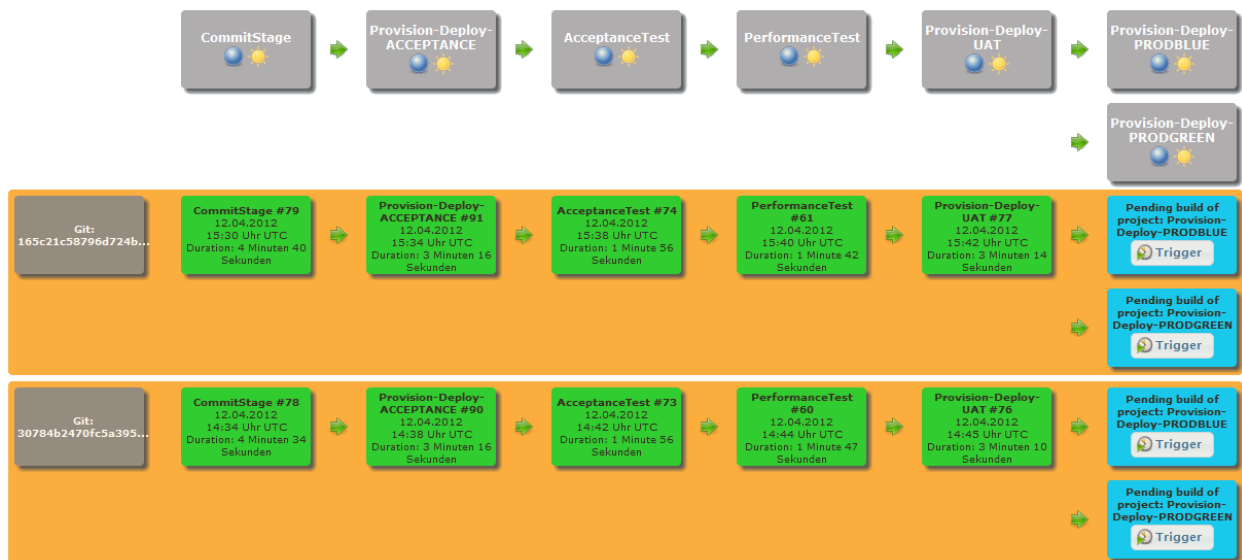 CommitStage
Provision-Deploy-
ACCEPTANCE
AcceptanceTest
PerformanceTest
Provision-Deploy-
UAT
Provision-Deploy-
PRODBLUE
Provision-Deploy-
PRODGREEN
Git:
165c21c58796d724b...
CommitStage #79
12.04.2012
15:30 Uhr UTC
Duration: 4 Minuten 40
Sekunden
Provision-Deploy-
ACCEPTANCE #91
12.04.2012
15:34 Uhr UTC
Duration: 3 Minuten 16
Sekunden
AcceptanceTest #74
12.04.2012
15:38 Uhr UTC
Duration: 1 Minute 56
Sekunden
PerformanceTest
#61
12.04.2012
15:40 Uhr UTC
Duration: 1 Minute 42
Sekunden
Provision-Deploy-
UAT #77
12.04.2012
15:42 Uhr UTC
Duration: 3 Minuten 14
Sekunden
Pending build of
project: Provision-
Deploy-PRODBLUE
Trigger
Pending build of
project: Provision-
Deploy-PRODGREEN
Trigger
Git:
30784b2470fc5a395...
CommitStage #78
12.04.2012
14:34 Uhr UTC
Duration: 4 Minuten 34
Sekunden
Provision-Deploy-
ACCEPTANCE #90
12.04.2012
14:38 Uhr UTC
Duration: 3 Minuten 16
Sekunden
AcceptanceTest #73
12.04.2012
14:42 Uhr UTC
Duration: 1 Minute 56
Sekunden
PerformanceTest
#60
12.04.2012
14:44 Uhr UTC
Duration: 1 Minute 47
Sekunden
Provision-Deploy-
UAT #76
12.04.2012
14:45 Uhr UTC
Duration: 3 Minuten 10
Sekunden
Pending build of
project: Provision-
Deploy-PRODBLUE
Trigger
Pending build of
project: Provision-
Deploy-PRODGREEN
Trigger